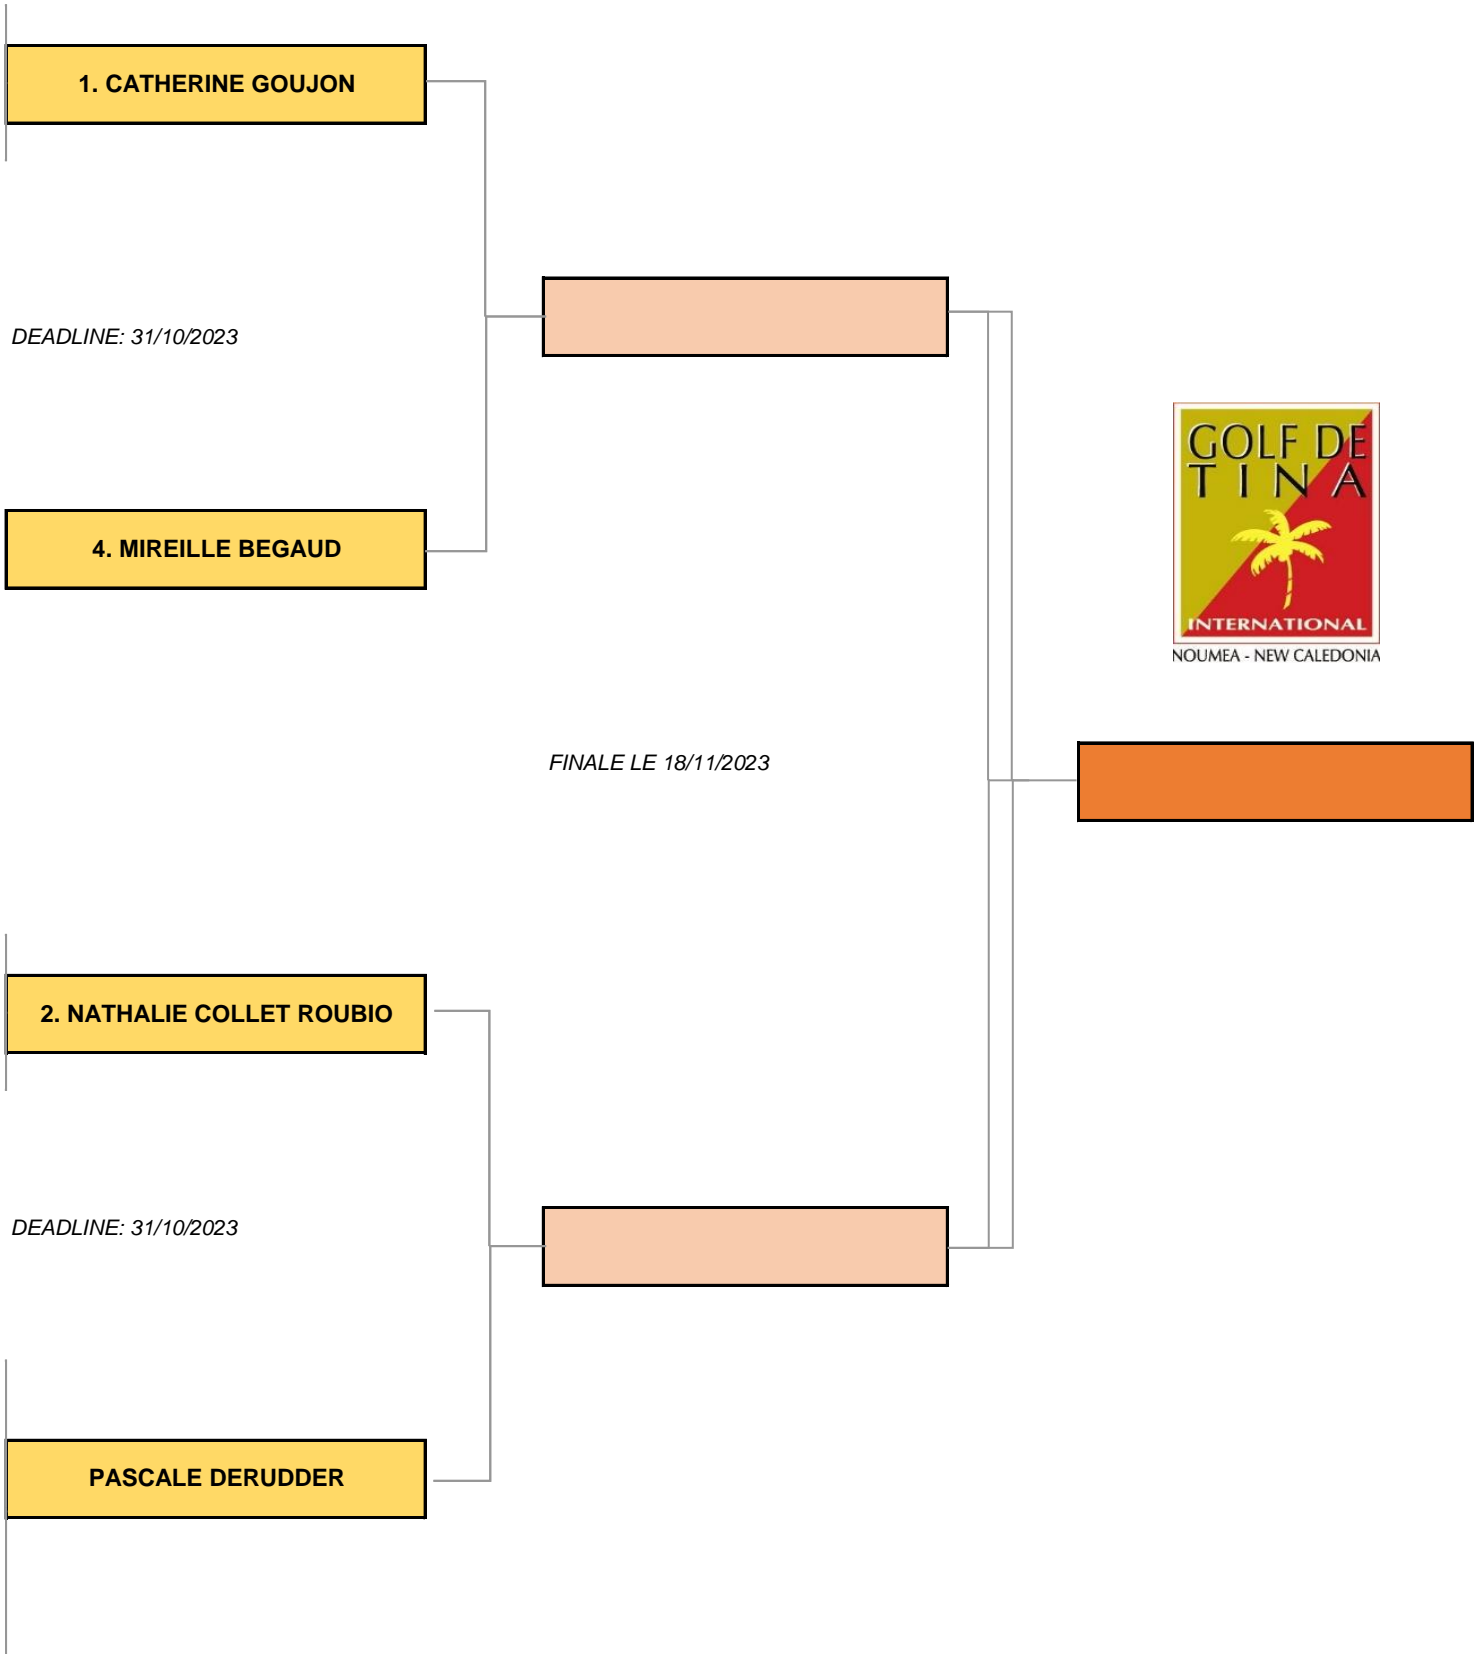 1. CATHERINE GOUJON
DEADLINE: 31/10/2023
GOLF DE
TINA
INTERNATIONAL
NOUMEA - NEW CALEDONIA
4. MIREILLE BEGAUD
FINALE LE 18/11/2023
2. NATHALIE COLLET ROUBIO
DEADLINE: 31/10/2023
PASCALE DERUDDER